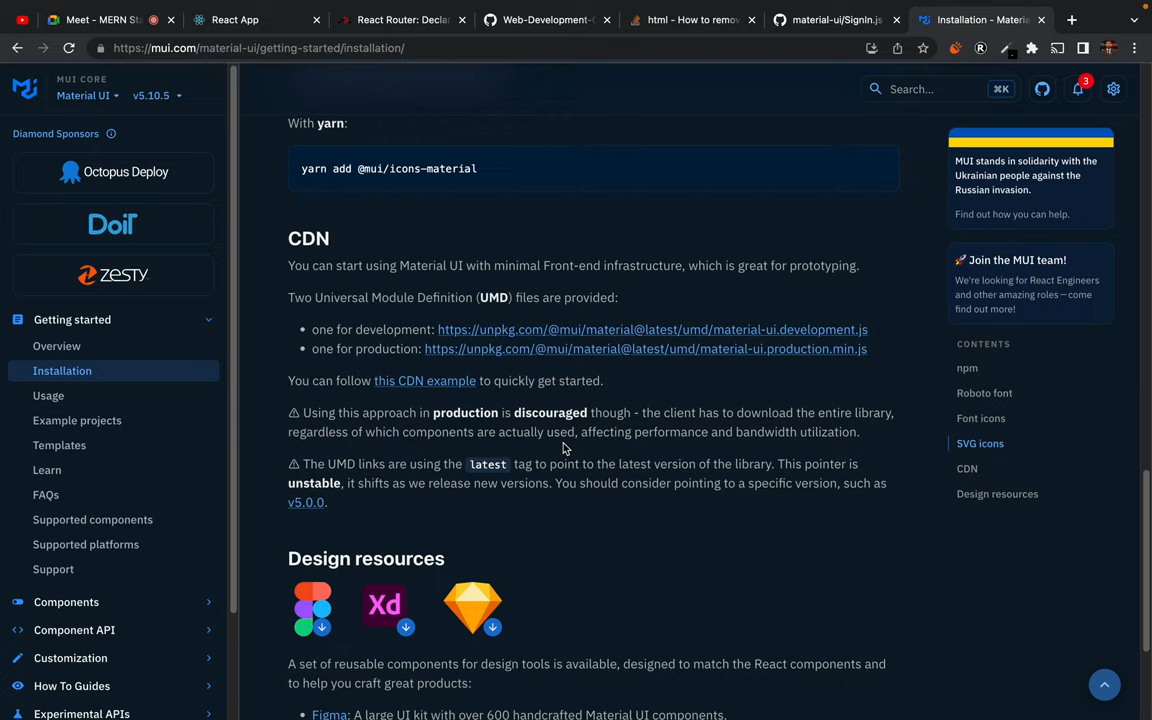 Meet - MERN Sta
React App
React Router: Decla
Web-Development-C
html - How to remov
material-ui/SignIn.js
Installation - Materia
https://mui.com/material-ui/getting-started/installation/
MUI CORE
Material UI
v5.10.5
Search...
⌘K
3
Diamond Sponsors
Octopus Deploy
DoiT
ZESTY
Getting started
Overview
Installation
Usage
Example projects
Templates
Learn
FAQs
Supported components
Supported platforms
Support
Components
Component API
Customization
How To Guides
Experimental APIs
With yarn:
yarn add @mui/icons-material
CDN
You can start using Material UI with minimal Front-end infrastructure, which is great for prototyping.
Two Universal Module Definition (UMD) files are provided:
• one for development: https://unpkg.com/@mui/material@latest/umd/material-ui.development.js
• one for production: https://unpkg.com/@mui/material@latest/umd/material-ui.production.min.js
You can follow this CDN example to quickly get started.
⚠ Using this approach in production is discouraged though - the client has to download the entire library,
regardless of which components are actually used, affecting performance and bandwidth utilization.
⚠ The UMD links are using the latest tag to point to the latest version of the library. This pointer is
unstable, it shifts as we release new versions. You should consider pointing to a specific version, such as
v5.0.0.
Design resources
Xd
A set of reusable components for design tools is available, designed to match the React components and
to help you craft great products:
• Figma: A large UI kit with over 600 handcrafted Material UI components.
MUI stands in solidarity with the
Ukrainian people against the
Russian invasion.
Find out how you can help.
🚀 Join the MUI team!
We're looking for React Engineers
and other amazing roles—come
find out more!
CONTENTS
npm
Roboto font
Font icons
SVG icons
CDN
Design resources